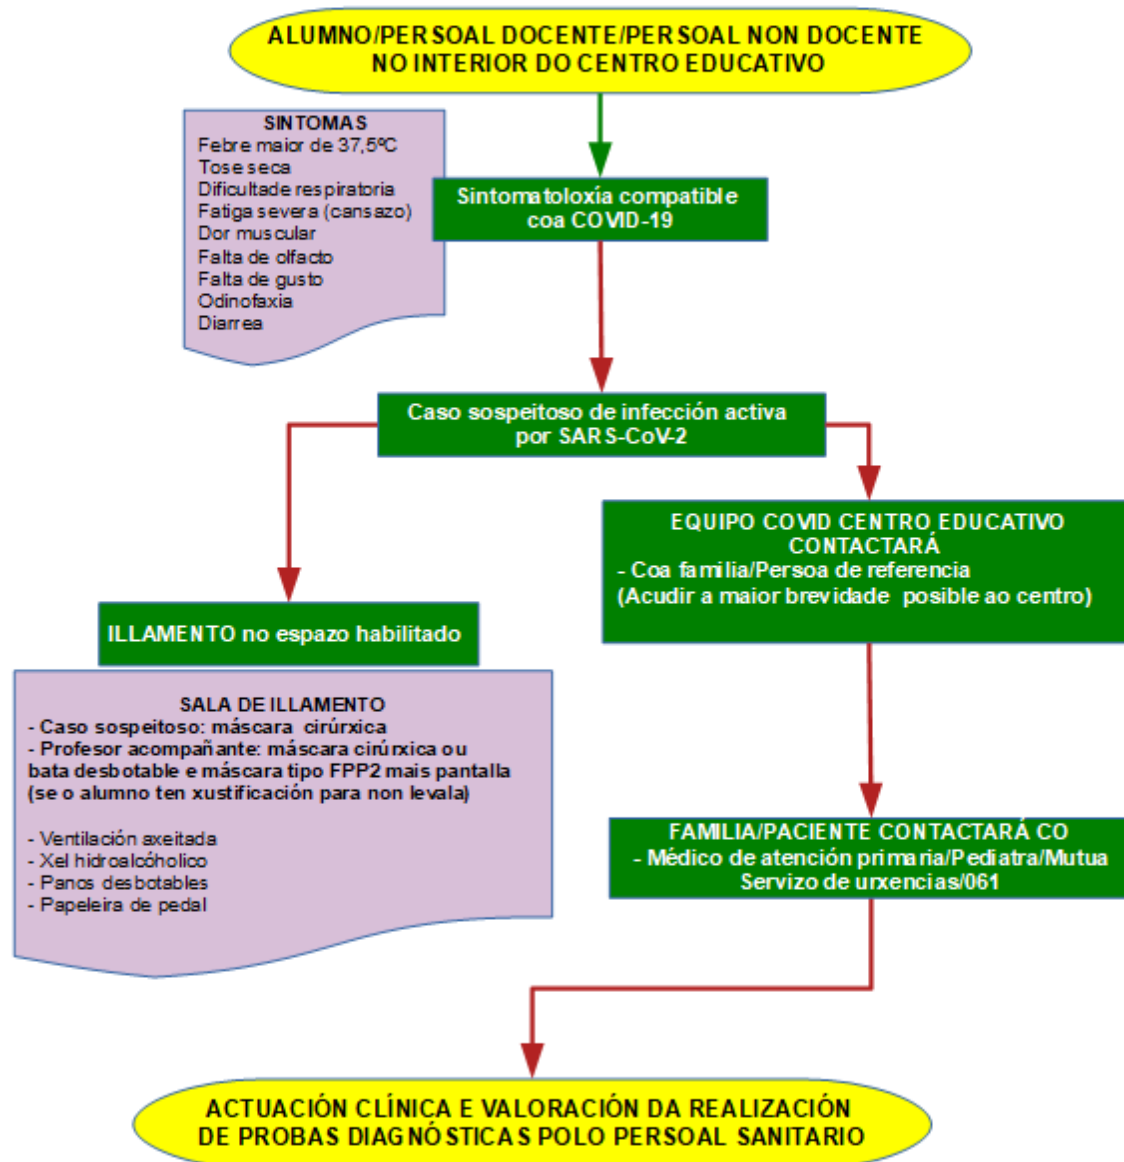 ALUMNO/PERSOAL DOCENTE/PERSOAL NON DOCENTE
NO INTERIOR DO CENTRO EDUCATIVO
SINTOMAS
Febre maior de 37,5ºC
Tose seca
Dificultade respiratoria
Fatiga severa (cansazo)
Dor muscular
Falta de olfacto
Falta de gusto
Odinofaxia
Diarrea
Sintomatoloxía compatible
coa COVID-19
Caso sospeitoso de infección activa
por SARS-CoV-2
EQUIPO COVID CENTRO EDUCATIVO
CONTACTARÁ
- Coa familia/Persoa de referencia
(Acudir a maior brevidade posible ao centro)
ILLAMENTO no espazo habilitado
SALA DE ILLAMENTO
- Caso sospeitoso: máscara cirúrxica
- Profesor acompañante: máscara cirúrxica ou
bata desbotable e máscara tipo FPP2 mais pantalla
(se o alumno ten xustificación para non levala)
- Ventilación axeitada
- Xel hidroalcóholico
- Panos desbotables
- Papeleira de pedal
FAMILIA/PACIENTE CONTACTARÁ CO
- Médico de atención primaria/Pediatra/Mutua
Servizo de urxencias/061
ACTUACIÓN CLÍNICA E VALORACIÓN DA REALIZACIÓN
DE PROBAS DIAGNÓSTICAS POLO PERSOAL SANITARIO